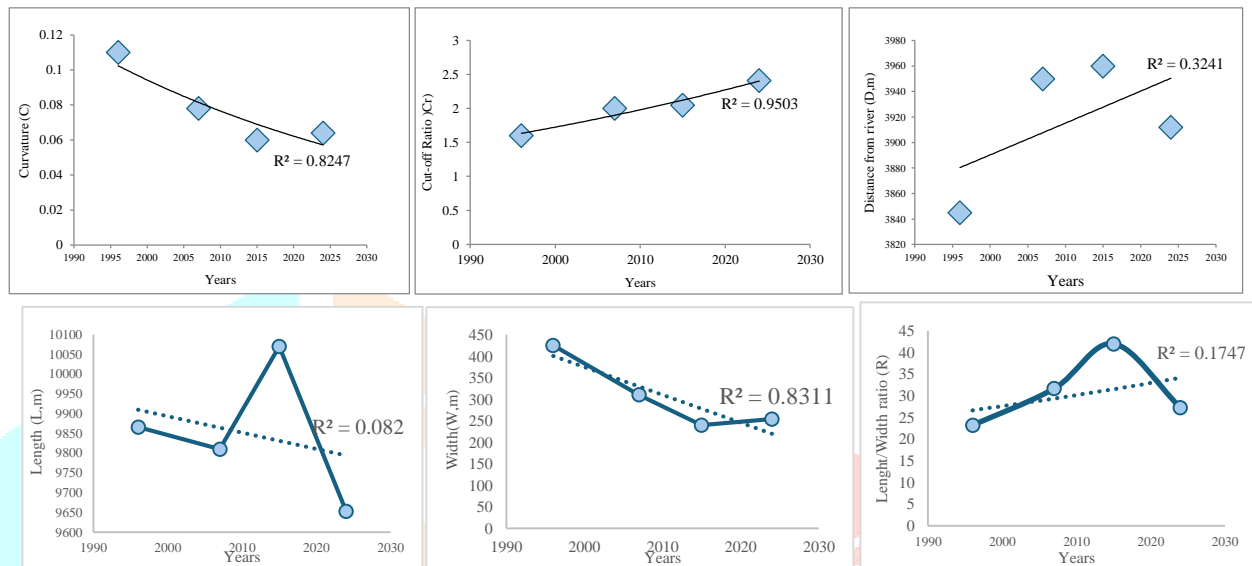 0.12
0.1
0.08
0.06
0.04
0.02
0
Curvature (C)
R² = 0.8247
1990 1995 2000 2005 2010 2015 2020 2025 2030
Years
3
2.5
2
1.5
1
0.5
0
Cut-off Ratio )Cr)
R² = 0.9503
1990 2000 2010 2020 2030
Years
3980
3960
3940
3920
3900
3880
3860
3840
3820
Distance from river (D,m)
R² = 0.3241
1990 1995 2000 2005 2010 2015 2020 2025 2030
Years
10100
10050
10000
9950
9900
9850
9800
9750
9700
9650
9600
Length (L,m)
R² = 0.082
1990 2000 2010 2020 2030
Years
450
400
350
300
250
200
150
100
50
0
Width(W,m)
R² = 0.8311
1990 2000 2010 2020 2030
Years
45
40
35
30
25
20
15
10
5
0
Lenght/Width ratio (R)
R² = 0.1747
1990 2000 2010 2020 2030
Years